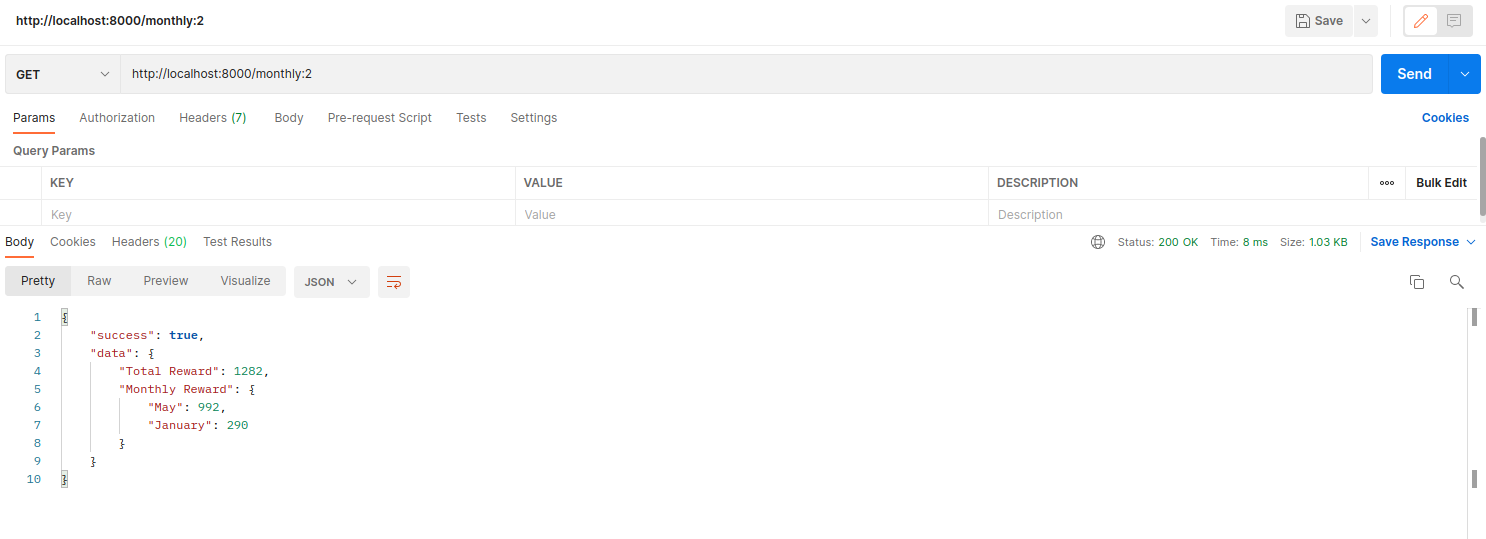 http://localhost:8000/monthly:2 Save
GET http://localhost:8000/monthly:2 Send
Params Authorization Headers (7) Body Pre-request Script Tests Settings Cookies
Query Params
KEY VALUE DESCRIPTION Bulk Edit
Key Value Description
Body Cookies Headers (20) Test Results Status: 200 OK Time: 8 ms Size: 1.03 KB Save Response
Pretty Raw Preview Visualize JSON
1 {
2 "success": true,
3 "data": {
4 "Total Reward": 1282,
5 "Monthly Reward": {
6 "May": 992,
7 "January": 290
8 }
9 }
10 }